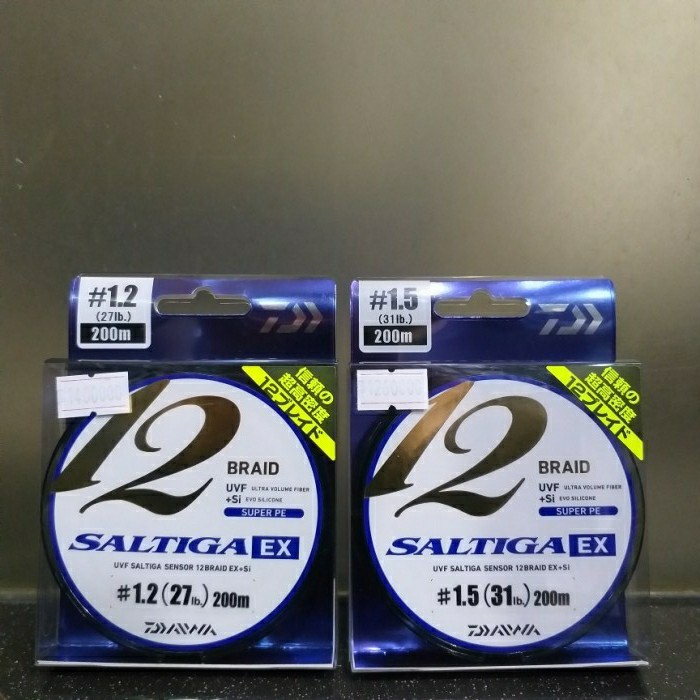 #1.2
(27lb.)
200m
信頼の
超高密度
12ブレイド
12
BRAID
UVF ULTRA VOLUME FIBER
+Si EVO SILICONE
SUPER PE
SALTIGA EX
UVF SALTIGA SENSOR 12BRAID EX+Si
#1.2(27lb.)200m
DAIWA
#1.5
(31lb.)
200m
信頼の
超高密度
12ブレイド
12
BRAID
UVF ULTRA VOLUME FIBER
+Si EVO SILICONE
SUPER PE
SALTIGA EX
UVF SALTIGA SENSOR 12BRAID EX+Si
#1.5(31lb.)200m
DAIWA